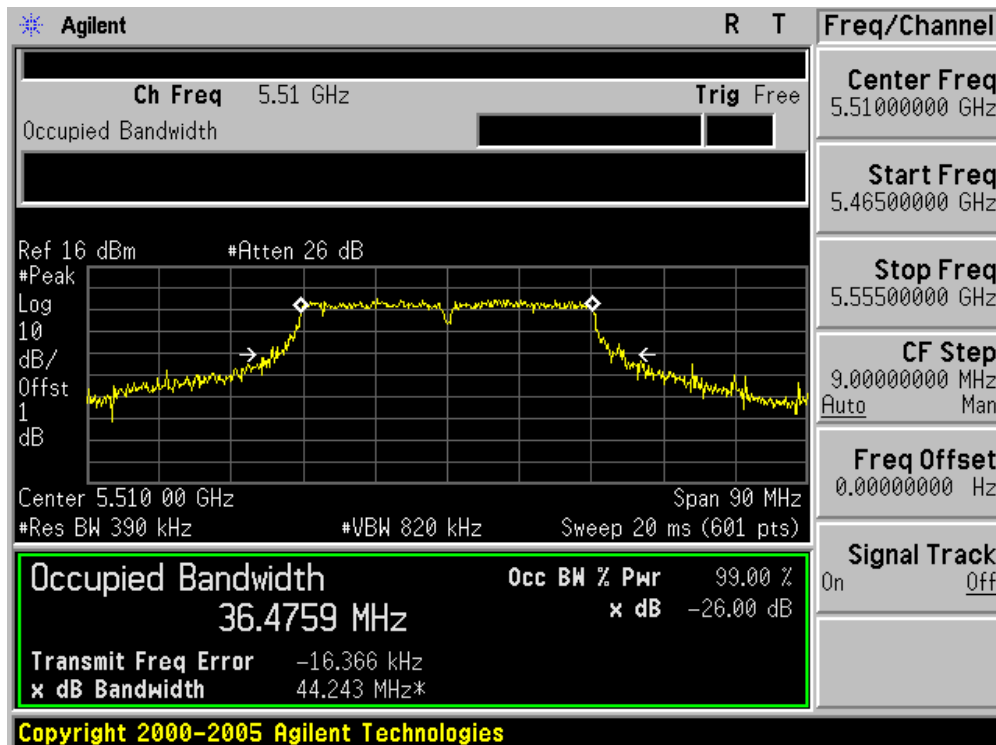 Agilent R T Freq/Channel
Ch Freq 5.51 GHz Trig Free
Occupied Bandwidth
Center Freq
5.51000000 GHz
Start Freq
5.46500000 GHz
Stop Freq
5.55500000 GHz
CF Step
9.00000000 MHz
Auto Man
Freq Offset
0.00000000 Hz
Signal Track
On Off
Ref 16 dBm #Atten 26 dB
#Peak
Log
10
dB/
Offst
1
dB
Center 5.510 00 GHz Span 90 MHz
#Res BW 390 kHz #VBW 820 kHz Sweep 20 ms (601 pts)
Occupied Bandwidth Occ BW % Pwr 99.00 %
36.4759 MHz x dB -26.00 dB
Transmit Freq Error -16.366 kHz
x dB Bandwidth 44.243 MHz*
Copyright 2000-2005 Agilent Technologies